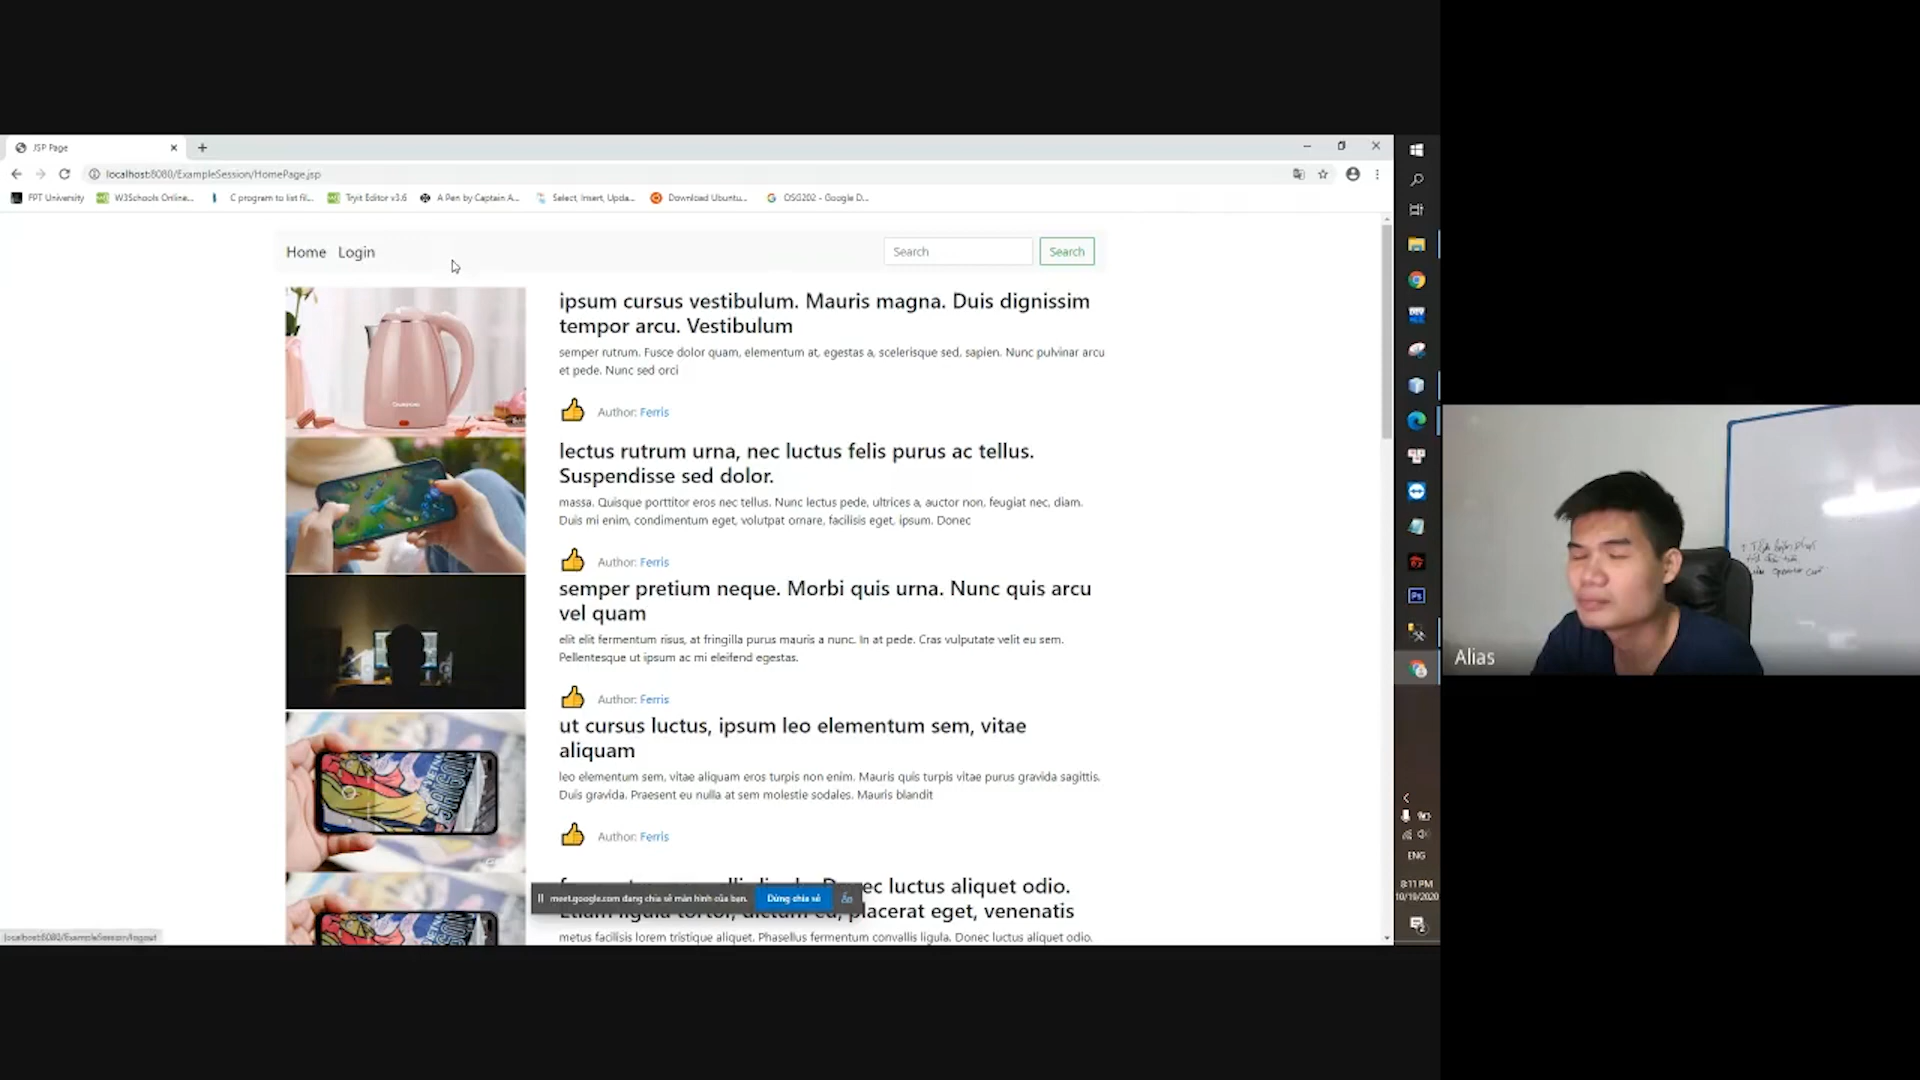 JSP Page
localhost:8080/ExampleSession/HomePage.jsp
FPT University
W3Schools Online...
C program to list fil...
Tryit Editor v3.6
A Pen by Captain A...
Select, Insert, Upda...
Download Ubuntu...
OSG202 - Google D...
Home Login
Search
Search
ipsum cursus vestibulum. Mauris magna. Duis dignissim
tempor arcu. Vestibulum
semper rutrum. Fusce dolor quam, elementum at, egestas a, scelerisque sed, sapien. Nunc pulvinar arcu
et pede. Nunc sed orci
Author: Ferris
lectus rutrum urna, nec luctus felis purus ac tellus.
Suspendisse sed dolor.
massa. Quisque porttitor eros nec tellus. Nunc lectus pede, ultrices a, auctor non, feugiat nec, diam.
Duis mi enim, condimentum eget, volutpat ornare, facilisis eget, ipsum. Donec
Author: Ferris
semper pretium neque. Morbi quis urna. Nunc quis arcu
vel quam
elit elit fermentum risus, at fringilla purus mauris a nunc. In at pede. Cras vulputate velit eu sem.
Pellentesque ut ipsum ac mi eleifend egestas.
Author: Ferris
ut cursus luctus, ipsum leo elementum sem, vitae
aliquam
leo elementum sem, vitae aliquam eros turpis non enim. Mauris quis turpis vitae purus gravida sagittis.
Duis gravida. Praesent eu nulla at sem molestie sodales. Mauris blandit
Author: Ferris
ec luctus aliquet odio.
placerat eget, venenatis
metus facilisis lorem tristique aliquet. Phasellus fermentum convallis ligula. Donec luctus aliquet odio.
meet.google.com đang chia sẻ màn hình của bạn.
Dừng chia sẻ
Ẩn
localhost:8080/ExampleSession/logout
Ps
ENG
8:11 PM
10/19/2020
Alias